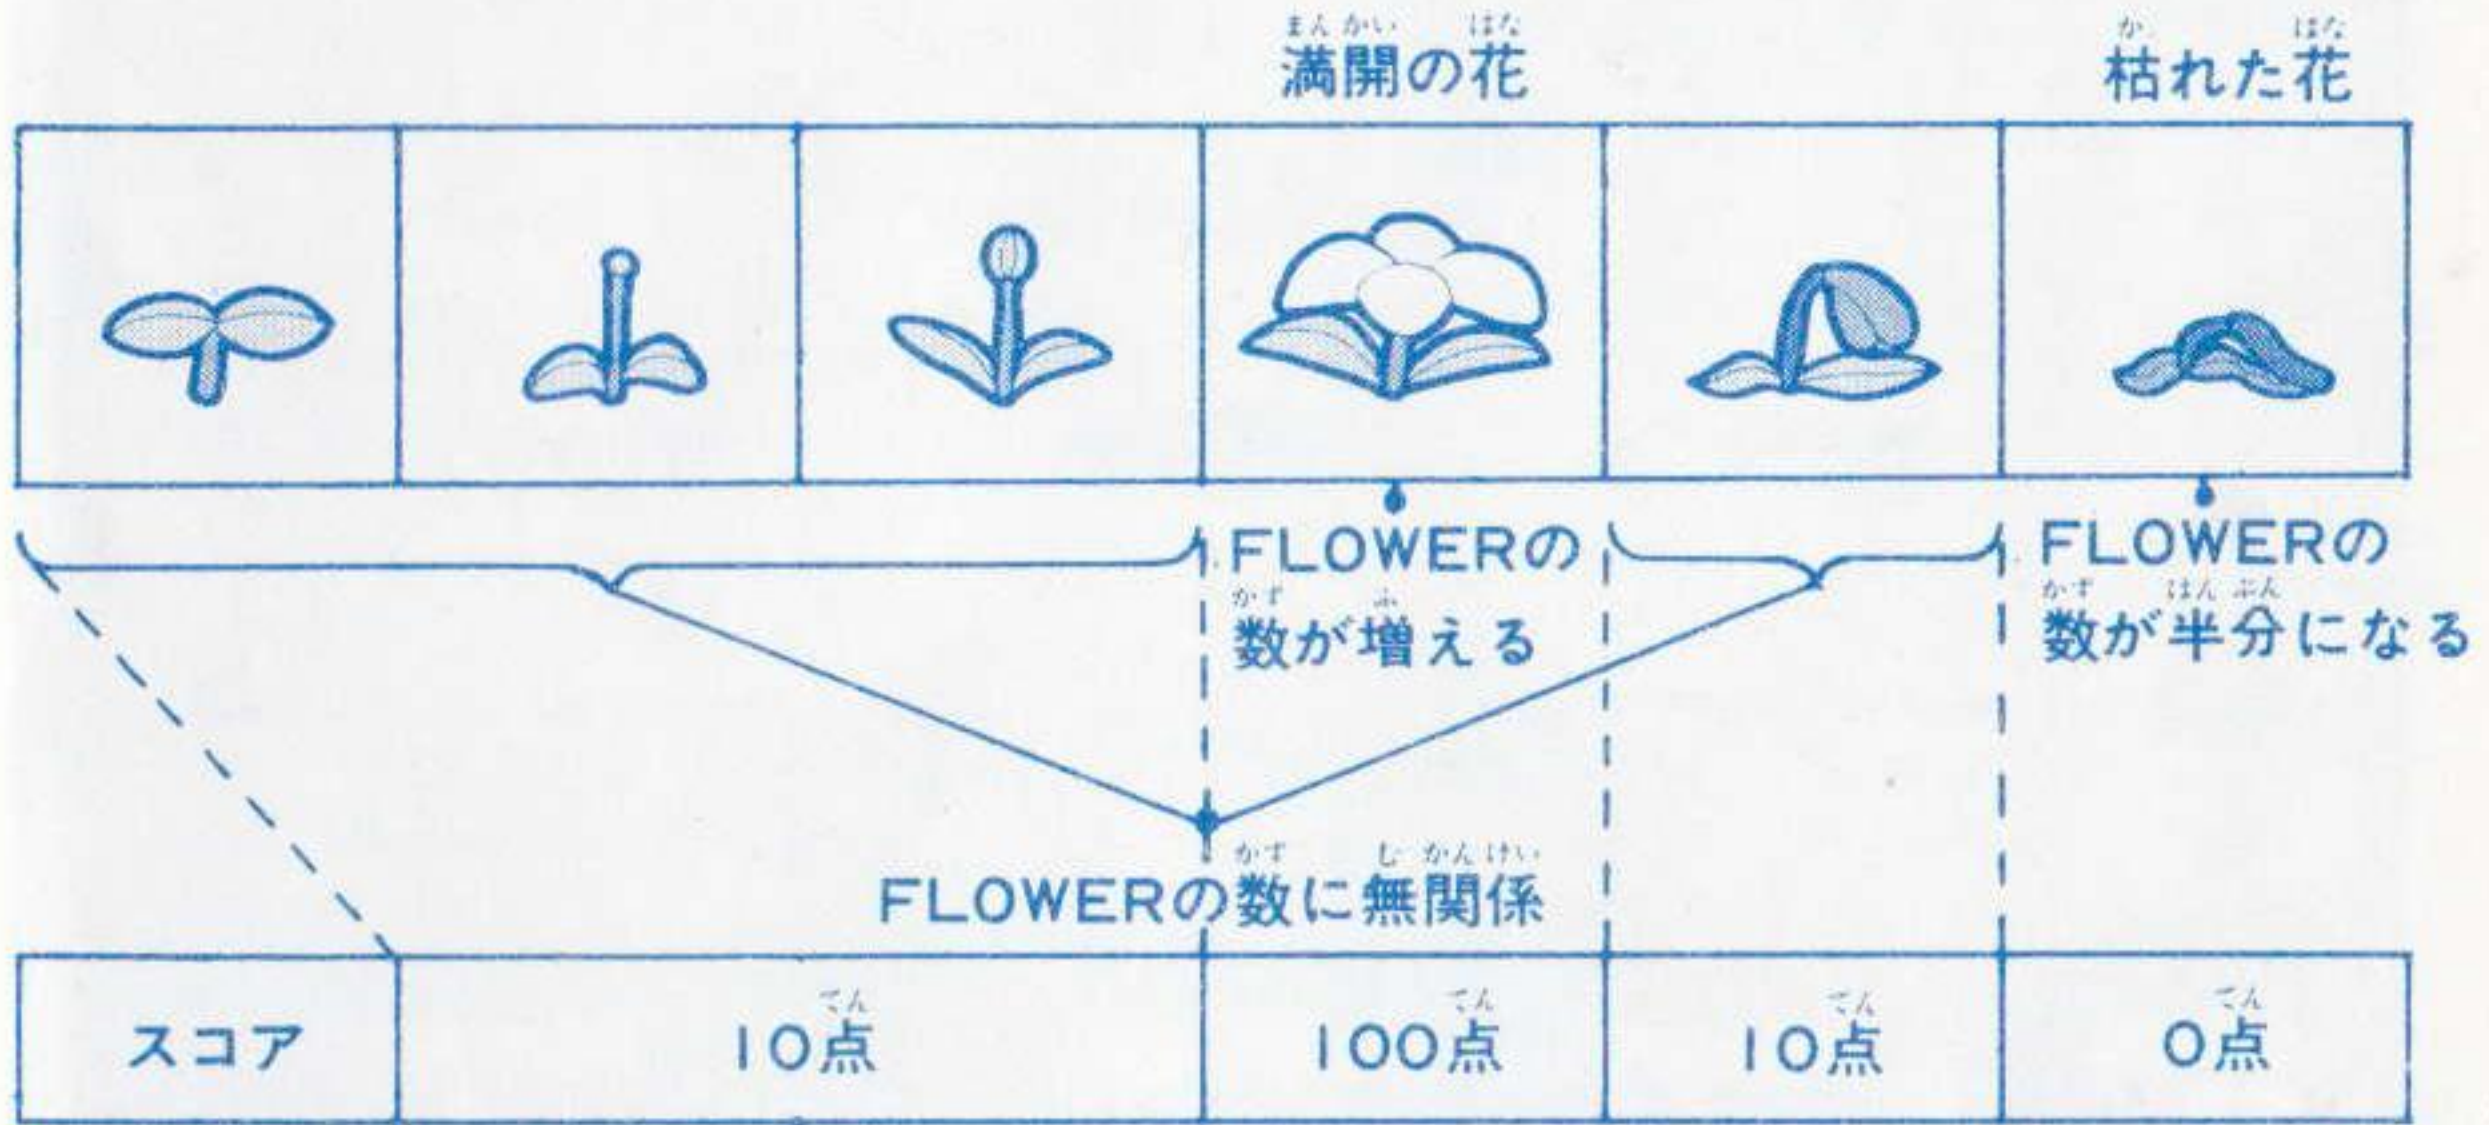 満開の花
枯れた花
FLOWERの
数が増える
FLOWERの
数が半分になる
FLOWERの数に無関係
スコア
10点
100点
10点
0点